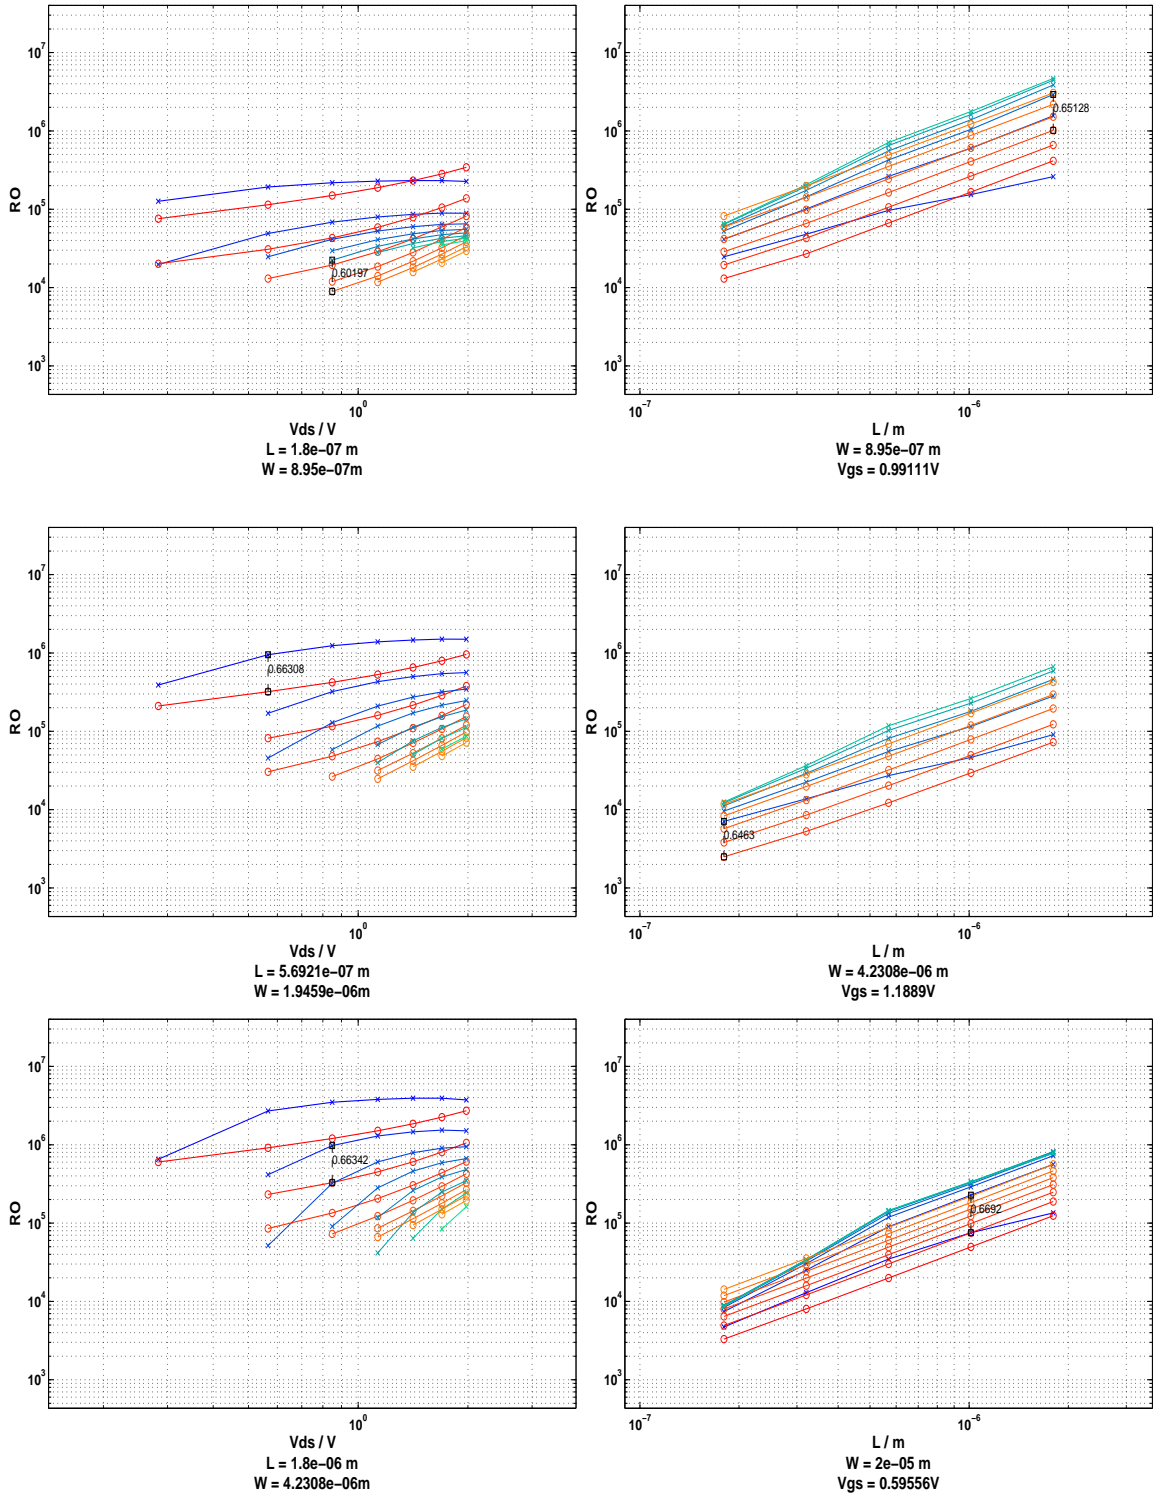 10^7
10^6
10^5
10^4
10^3
RO
0.60197
10^0
Vds / V
L = 1.8e−07 m
W = 8.95e−07m
10^7
10^6
10^5
10^4
10^3
RO
0.65128
10^−7
10^−6
L / m
W = 8.95e−07 m
Vgs = 0.99111V
10^7
10^6
10^5
10^4
10^3
RO
0.66308
10^0
Vds / V
L = 5.6921e−07 m
W = 1.9459e−06m
10^7
10^6
10^5
10^4
10^3
RO
0.6463
10^−7
10^−6
L / m
W = 4.2308e−06 m
Vgs = 1.1889V
10^7
10^6
10^5
10^4
10^3
RO
0.66342
10^0
Vds / V
L = 1.8e−06 m
W = 4.2308e−06m
10^7
10^6
10^5
10^4
10^3
RO
0.6692
10^−7
10^−6
L / m
W = 2e−05 m
Vgs = 0.59556V